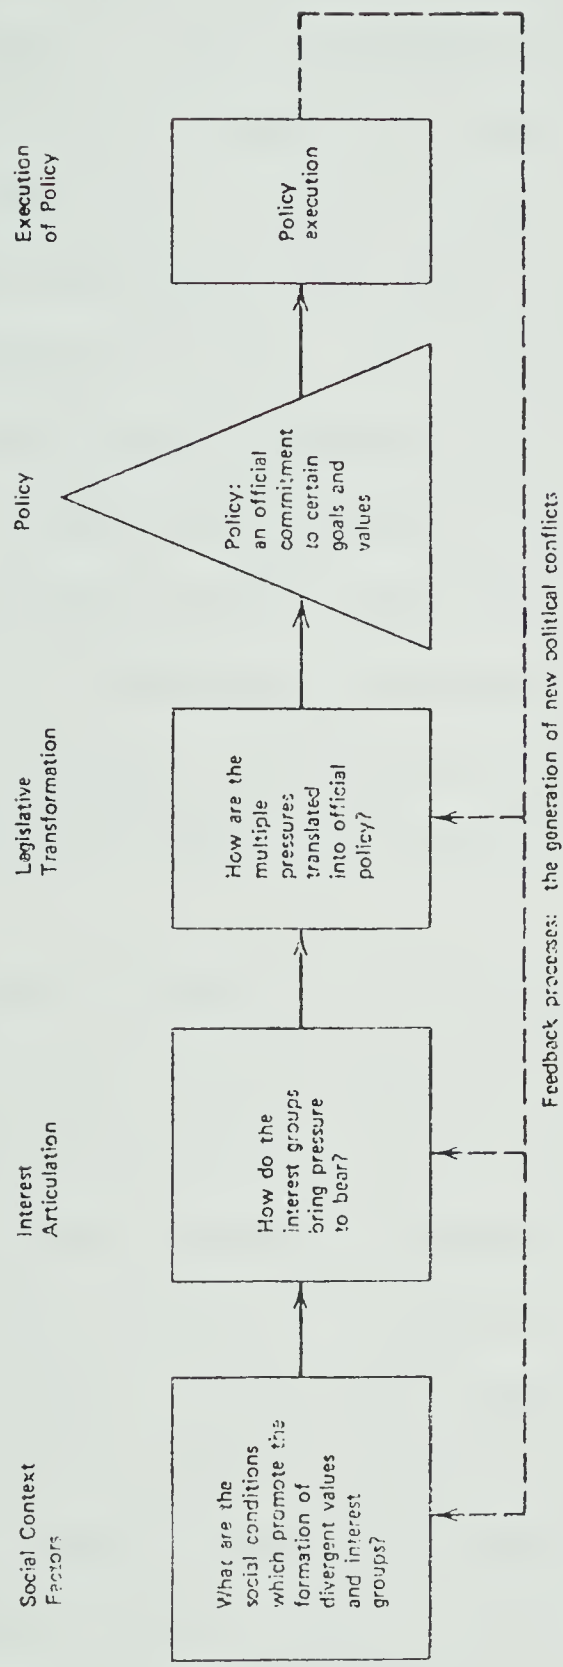 Social Context
Factors
Interest
Articulation
Legislative
Transformation
Policy
Execution
of Policy
What are the
social conditions
which promote the
formation of
divergent values
and interest
groups?
How do the
interest groups
bring pressure
to bear?
How are the
multiple
pressures
translated
into official
policy?
Policy:
an official
commitment
to certain
goals and
values
Policy
execution
Feedback processes: the generation of new political conflicts